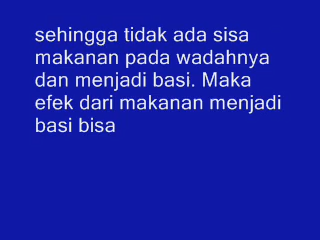 sehingga tidak ada sisa
makanan pada wadahnya
dan menjadi basi. Maka
efek dari makanan menjadi
basi bisa